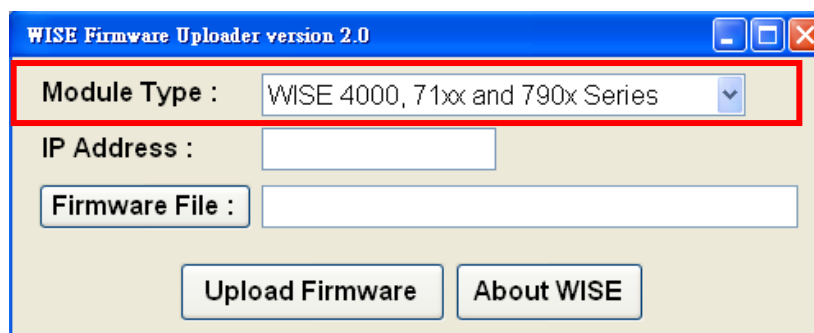 WISE Firmware Uploader version 2.0
Module Type : WISE 4000, 71xx and 790x Series
IP Address :
Firmware File :
Upload Firmware About WISE